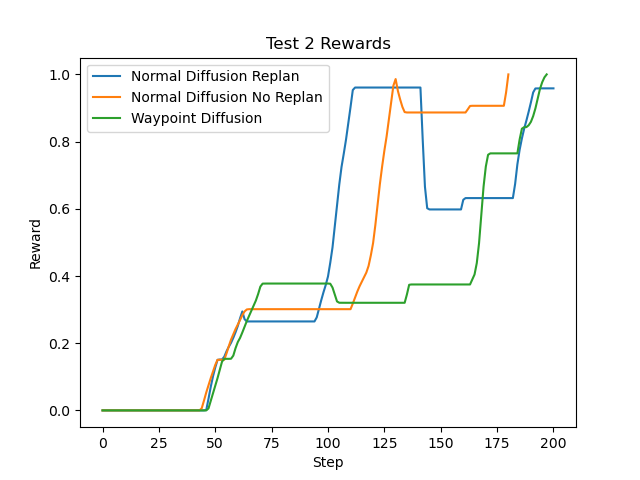 Test 2 Rewards
Normal Diffusion Replan
Normal Diffusion No Replan
Waypoint Diffusion
1.0
0.8
0.6
0.4
0.2
0.0
Reward
0
25
50
75
100
125
150
175
200
Step